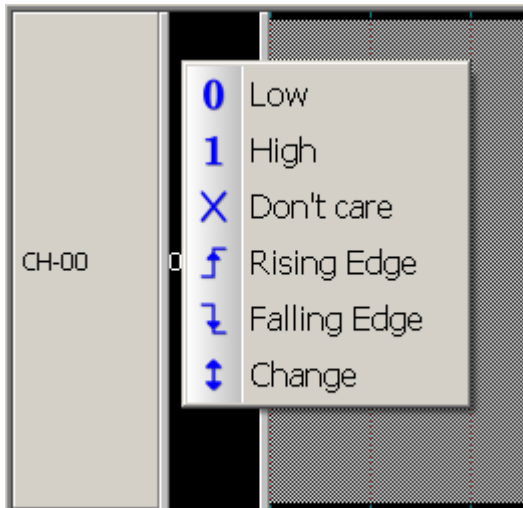 0 Low
1 High
Don't care
CH-00
Rising Edge
Falling Edge
Change